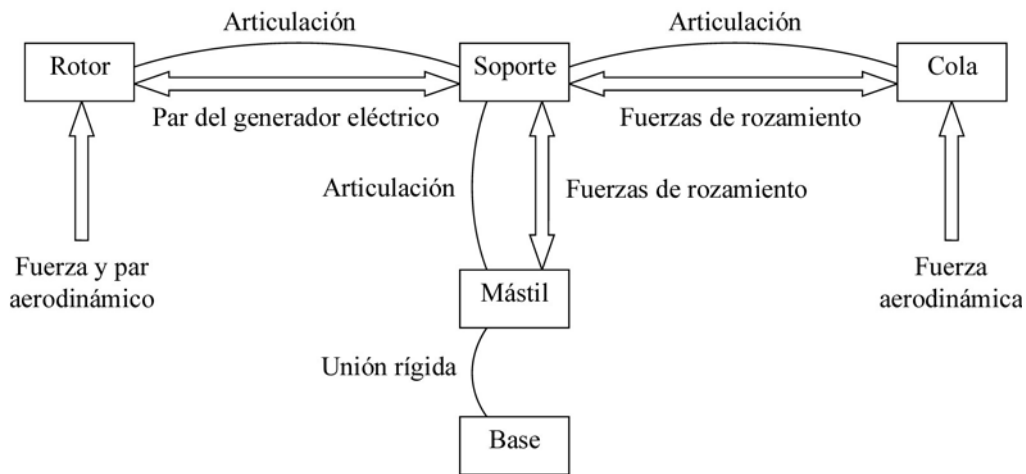 Articulación
Articulación
Rotor
Soporte
Cola
Par del generador eléctrico
Fuerzas de rozamiento
Articulación
Fuerzas de rozamiento
Fuerza y par
aerodinámico
Mástil
Fuerza
aerodinámica
Unión rígida
Base